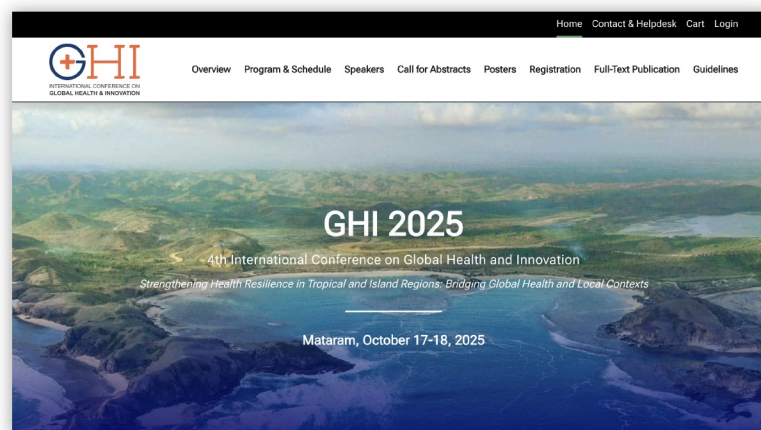 Home Contact & Helpdesk Cart Login
GHI
INTERNATIONAL CONFERENCE ON
GLOBAL HEALTH & INNOVATION
Overview Program & Schedule Speakers Call for Abstracts Posters Registration Full-Text Publication Guidelines
GHI 2025
4th International Conference on Global Health and Innovation
Strengthening Health Resilience in Tropical and Island Regions: Bridging Global Health and Local Contexts
Mataram, October 17-18, 2025